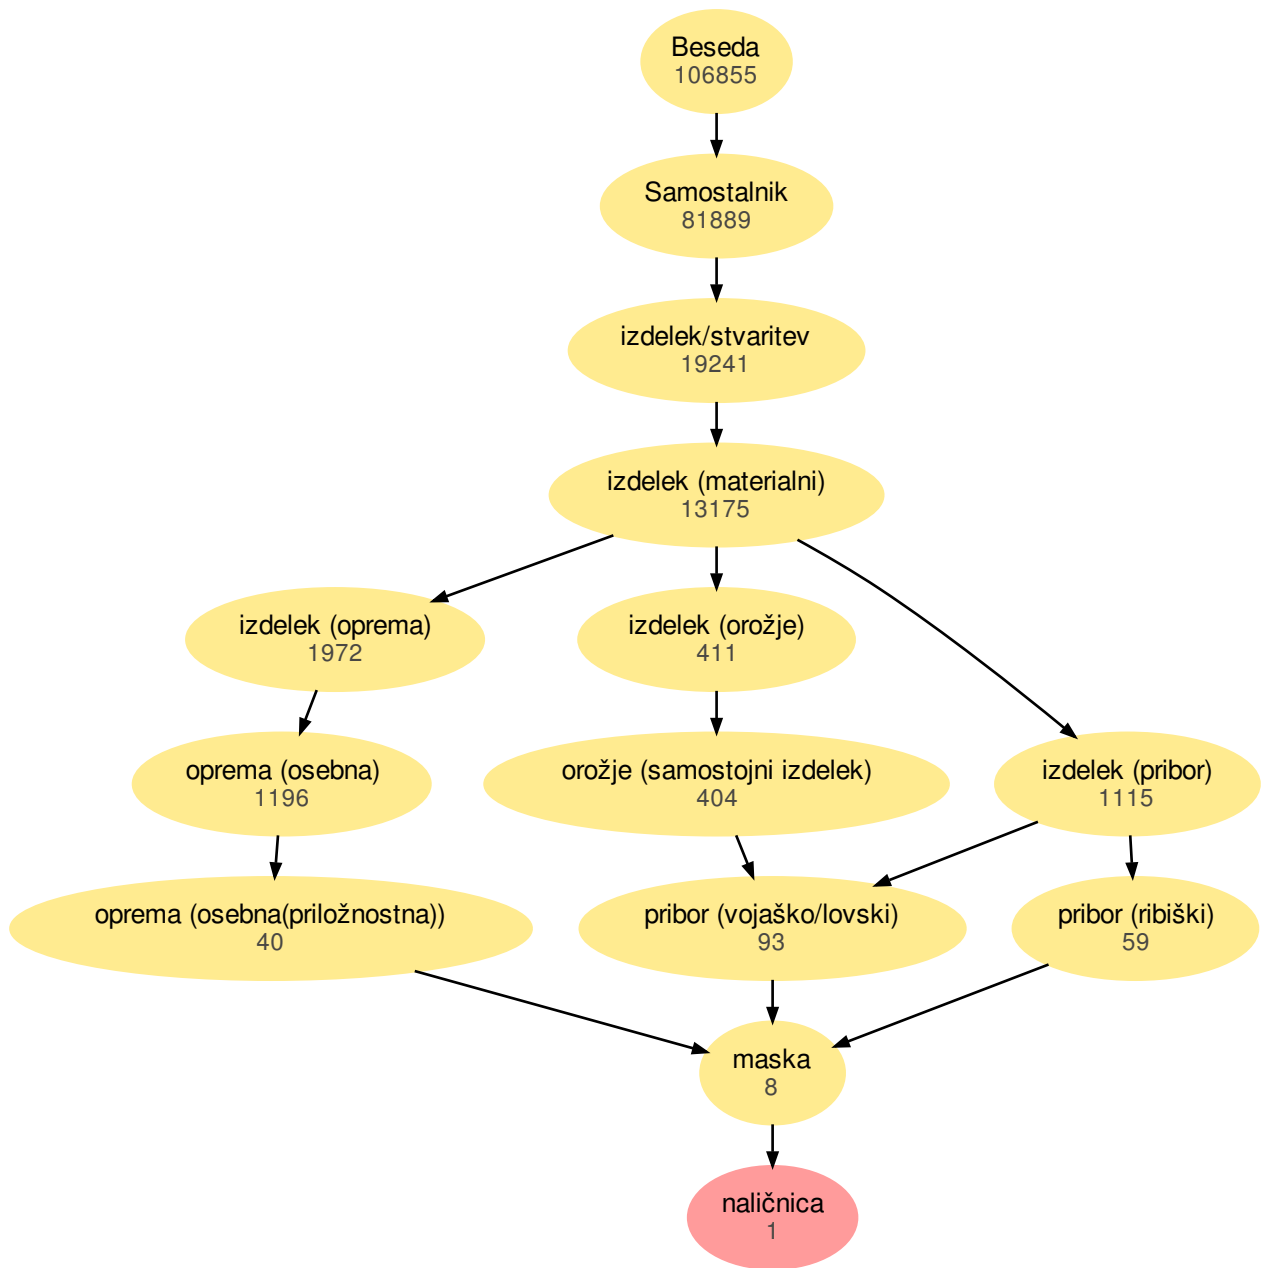 Beseda
106855
Samostalnik
81889
izdelek/stvaritev
19241
izdelek (materialni)
13175
izdelek (oprema)
1972
izdelek (orožje)
411
oprema (osebna)
1196
orožje (samostojni izdelek)
404
izdelek (pribor)
1115
oprema (osebna(priložnostna))
40
pribor (vojaško/lovski)
93
pribor (ribiški)
59
maska
8
naličnica
1